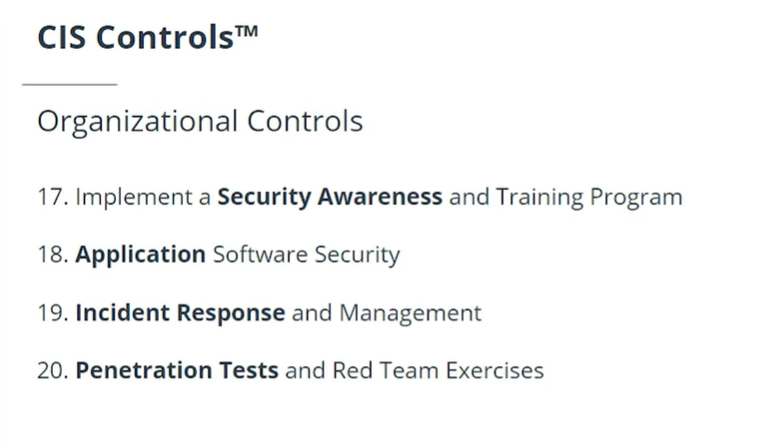 CIS Controls™
Organizational Controls
17. Implement a Security Awareness and Training Program
18. Application Software Security
19. Incident Response and Management
20. Penetration Tests and Red Team Exercises